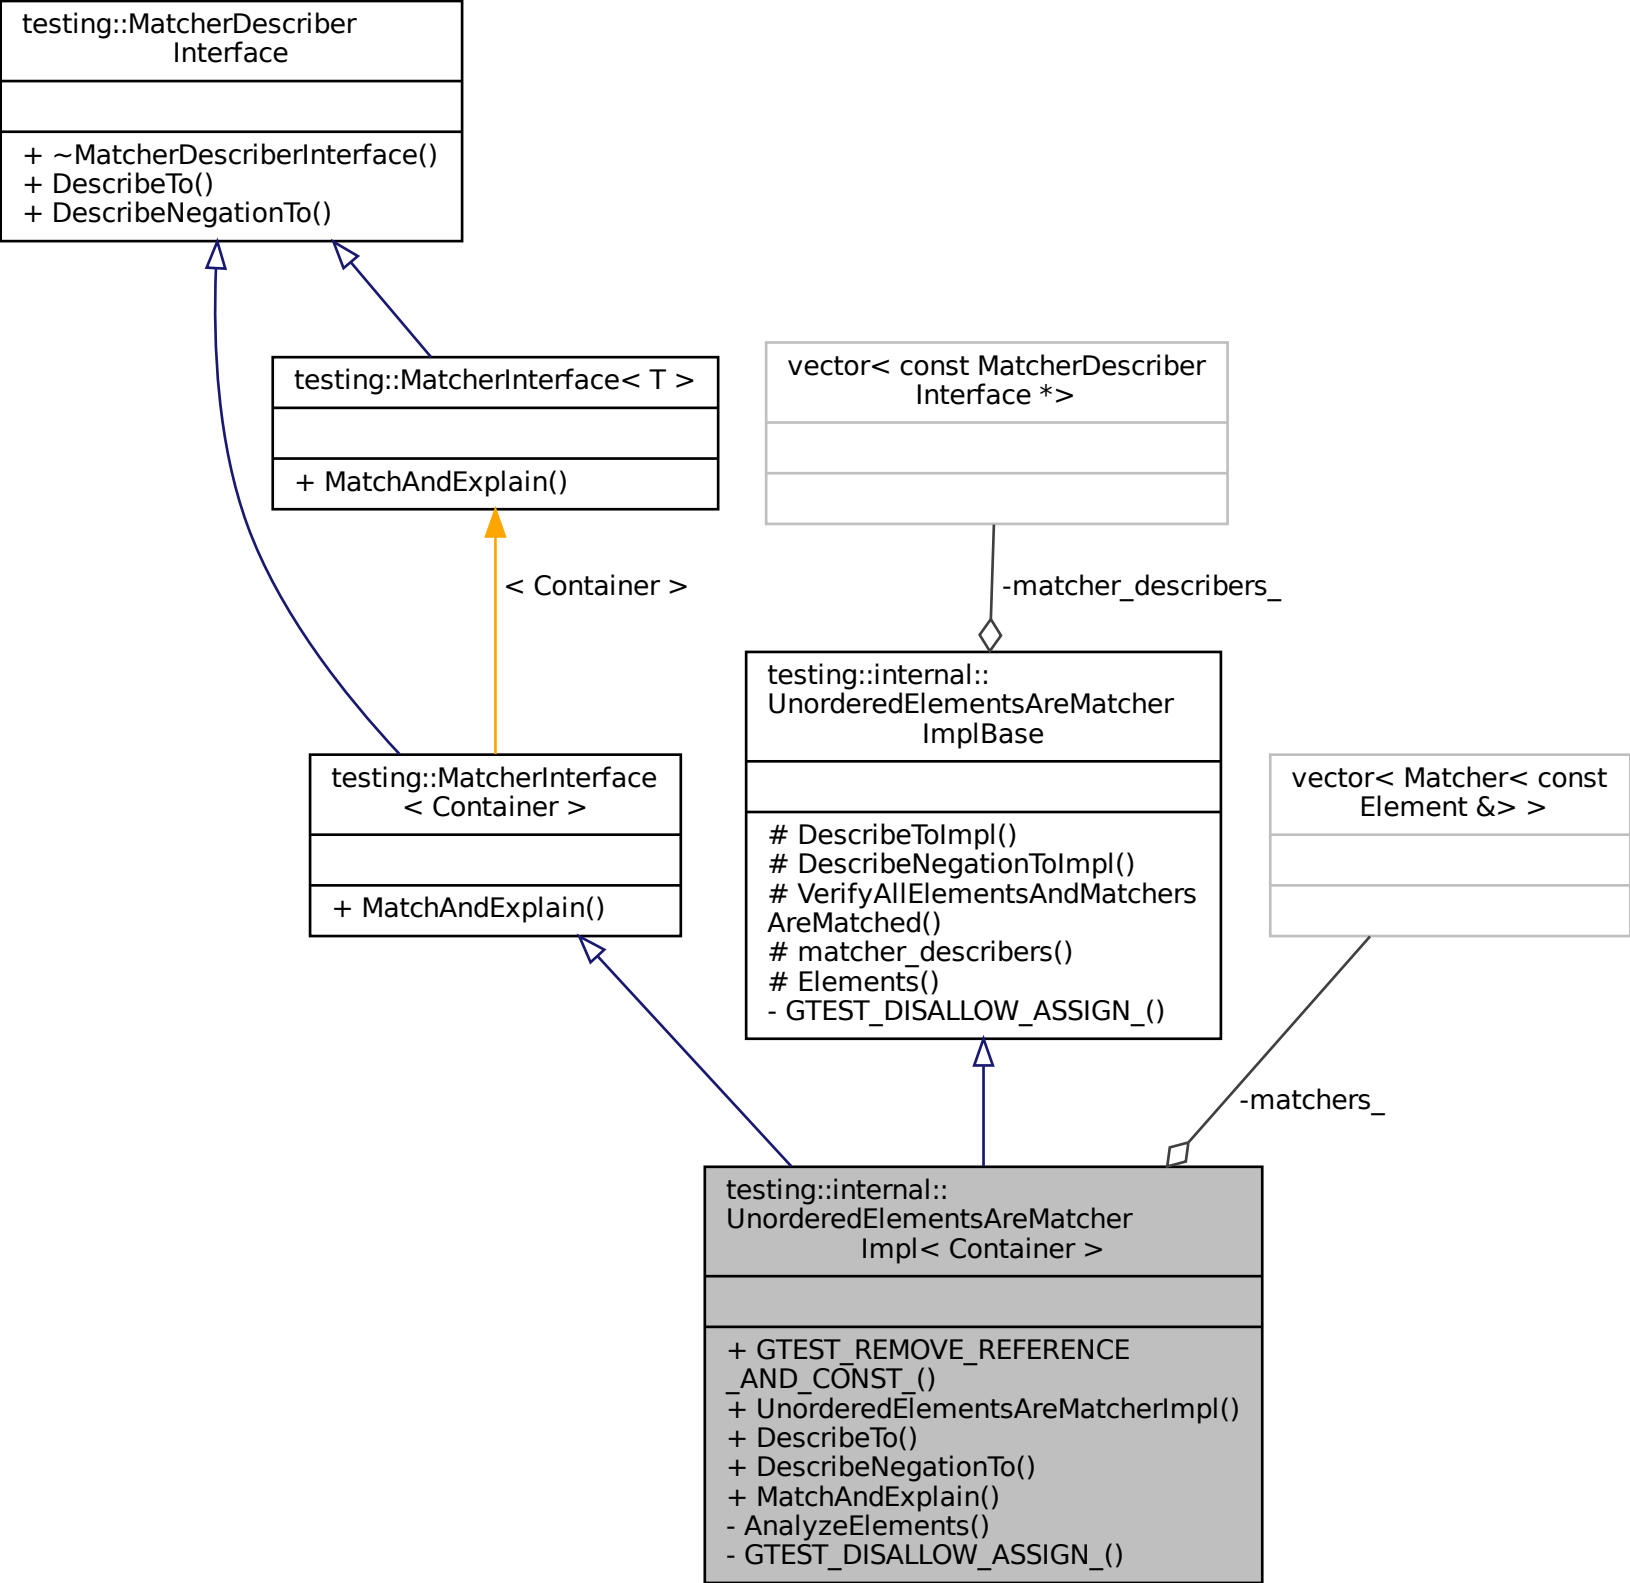 testing::MatcherDescriber
Interface
+ ~MatcherDescriberInterface()
+ DescribeTo()
+ DescribeNegationTo()
testing::MatcherInterface< T >
+ MatchAndExplain()
vector< const MatcherDescriber
Interface *>
< Container >
-matcher_describers_
testing::internal::
UnorderedElementsAreMatcher
ImplBase
# DescribeToImpl()
# DescribeNegationToImpl()
# VerifyAllElementsAndMatchers
AreMatched()
# matcher_describers()
# Elements()
- GTEST_DISALLOW_ASSIGN_()
testing::MatcherInterface
< Container >
+ MatchAndExplain()
vector< Matcher< const
Element &> >
-matchers_
testing::internal::
UnorderedElementsAreMatcher
Impl< Container >
+ GTEST_REMOVE_REFERENCE
_AND_CONST_()
+ UnorderedElementsAreMatcherImpl()
+ DescribeTo()
+ DescribeNegationTo()
+ MatchAndExplain()
- AnalyzeElements()
- GTEST_DISALLOW_ASSIGN_()